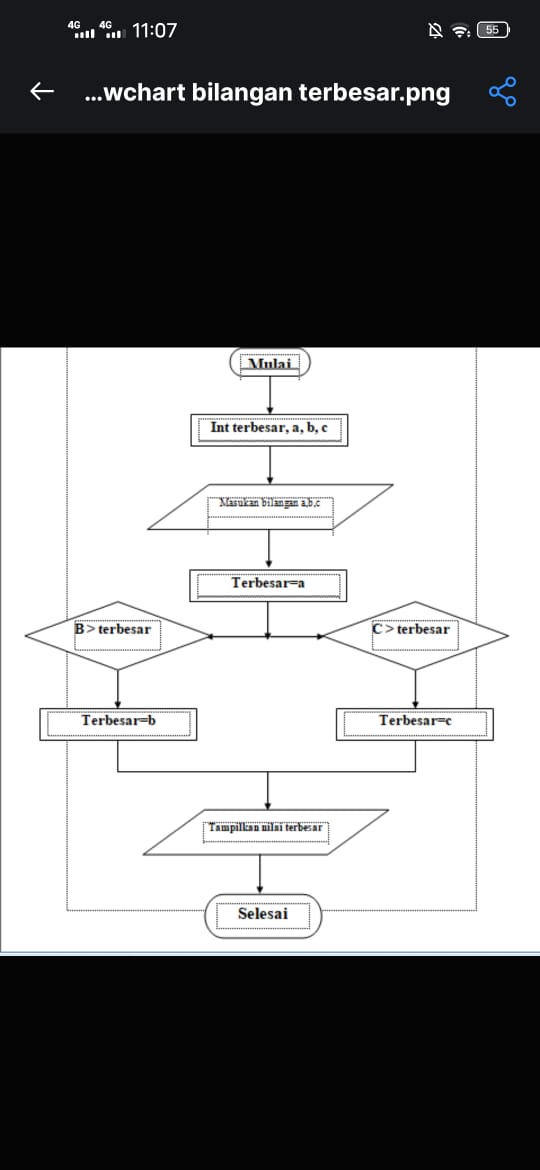 4G 4G 11:07 55
...wchart bilangan terbesar.png
Mulai
Int terbesar, a, b, c
Masukan bilangan a,b,c
Terbesar=a
B> terbesar
C> terbesar
Terbesar=b
Terbesar=c
Tampilkan nilai terbesar
Selesai